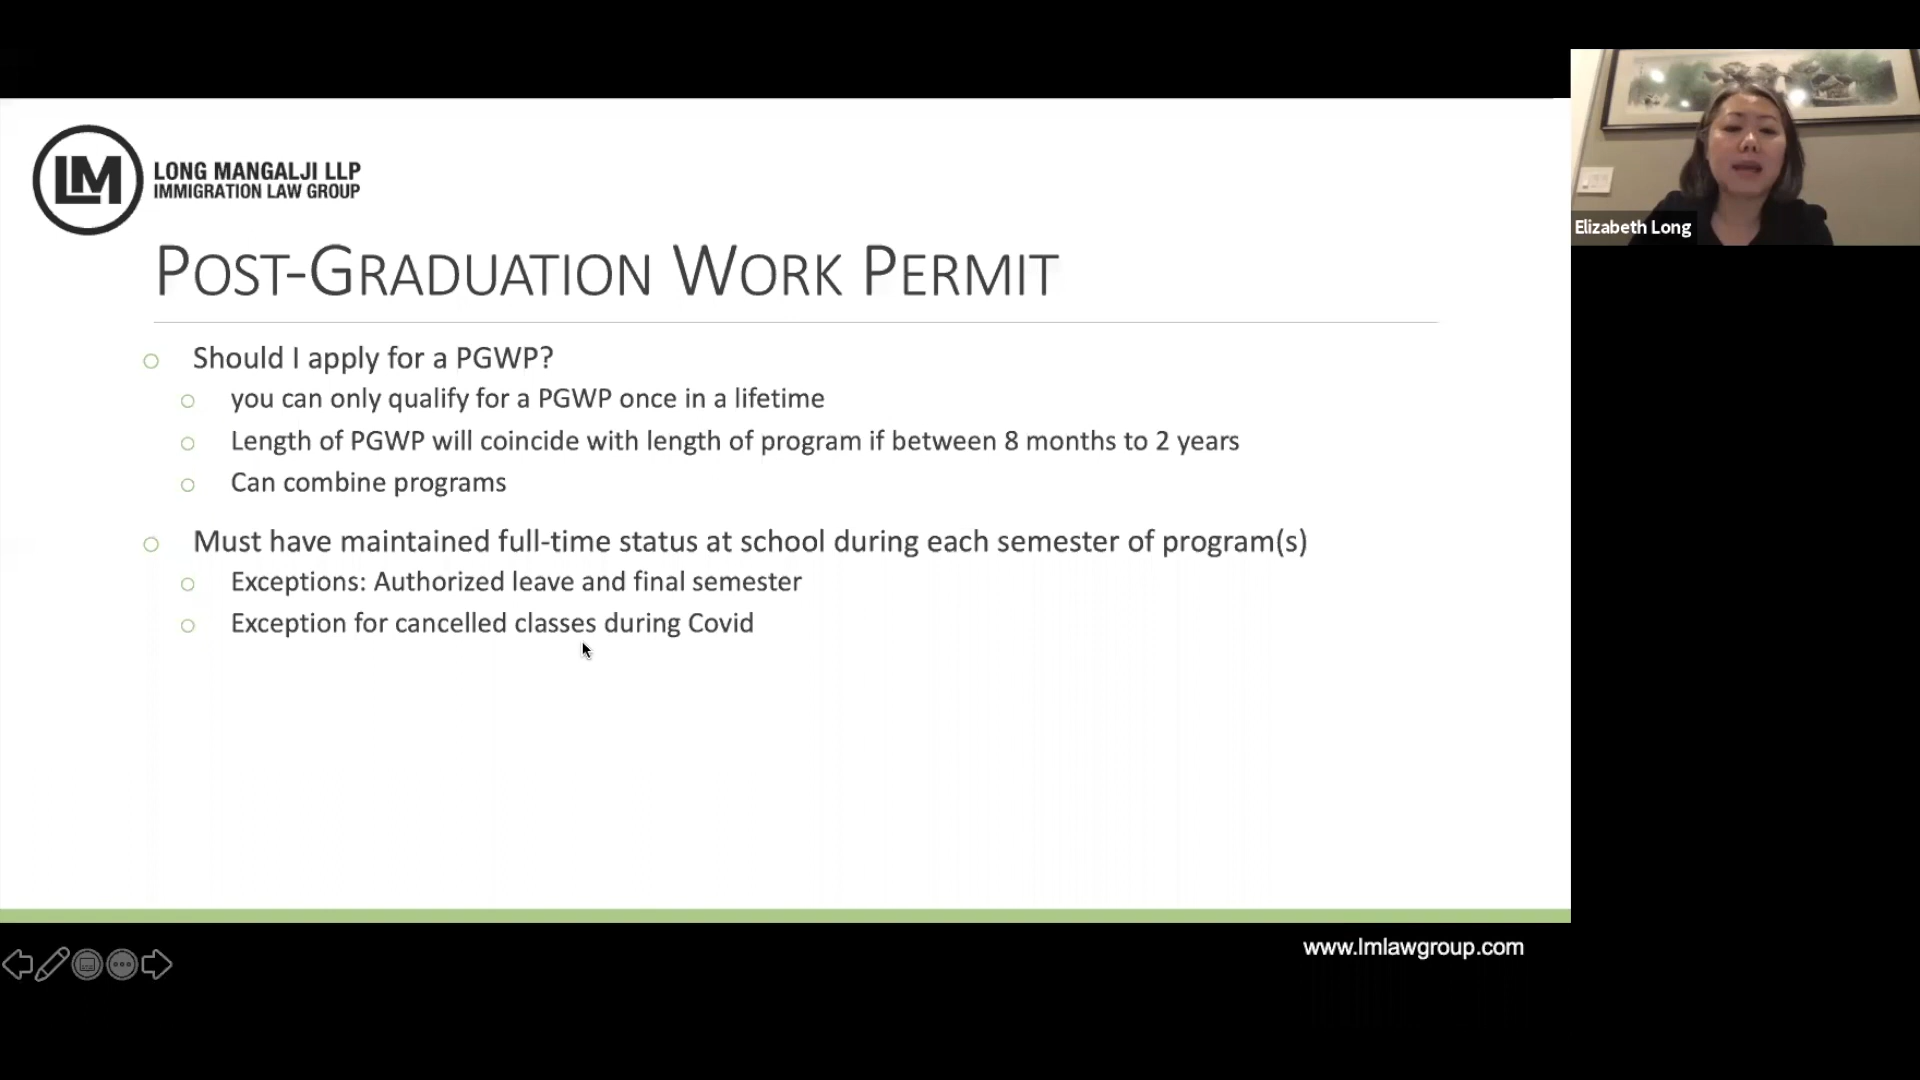 LM
LONG MANGALJI LLP
IMMIGRATION LAW GROUP
POST-GRADUATION WORK PERMIT
Should I apply for a PGWP?
you can only qualify for a PGWP once in a lifetime
Length of PGWP will coincide with length of program if between 8 months to 2 years
Can combine programs
Must have maintained full-time status at school during each semester of program(s)
Exceptions: Authorized leave and final semester
Exception for cancelled classes during Covid
www.lmlawgroup.com
Elizabeth Long